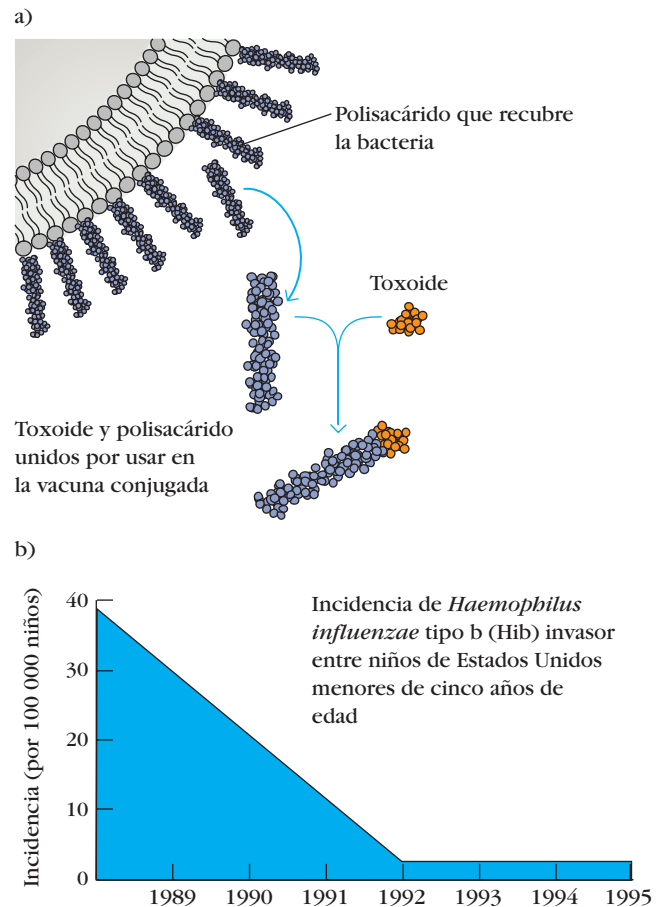 a)
Polisacárido que recubre
la bacteria
Toxoide
Toxoide y polisacárido
unidos por usar en
la vacuna conjugada
b)
Incidencia (por 100 000 niños)
40
30
20
10
0
Incidencia de Haemophilus
influenzae tipo b (Hib) invasor
entre niños de Estados Unidos
menores de cinco años de
edad
1989 1990 1991 1992 1993 1994 1995